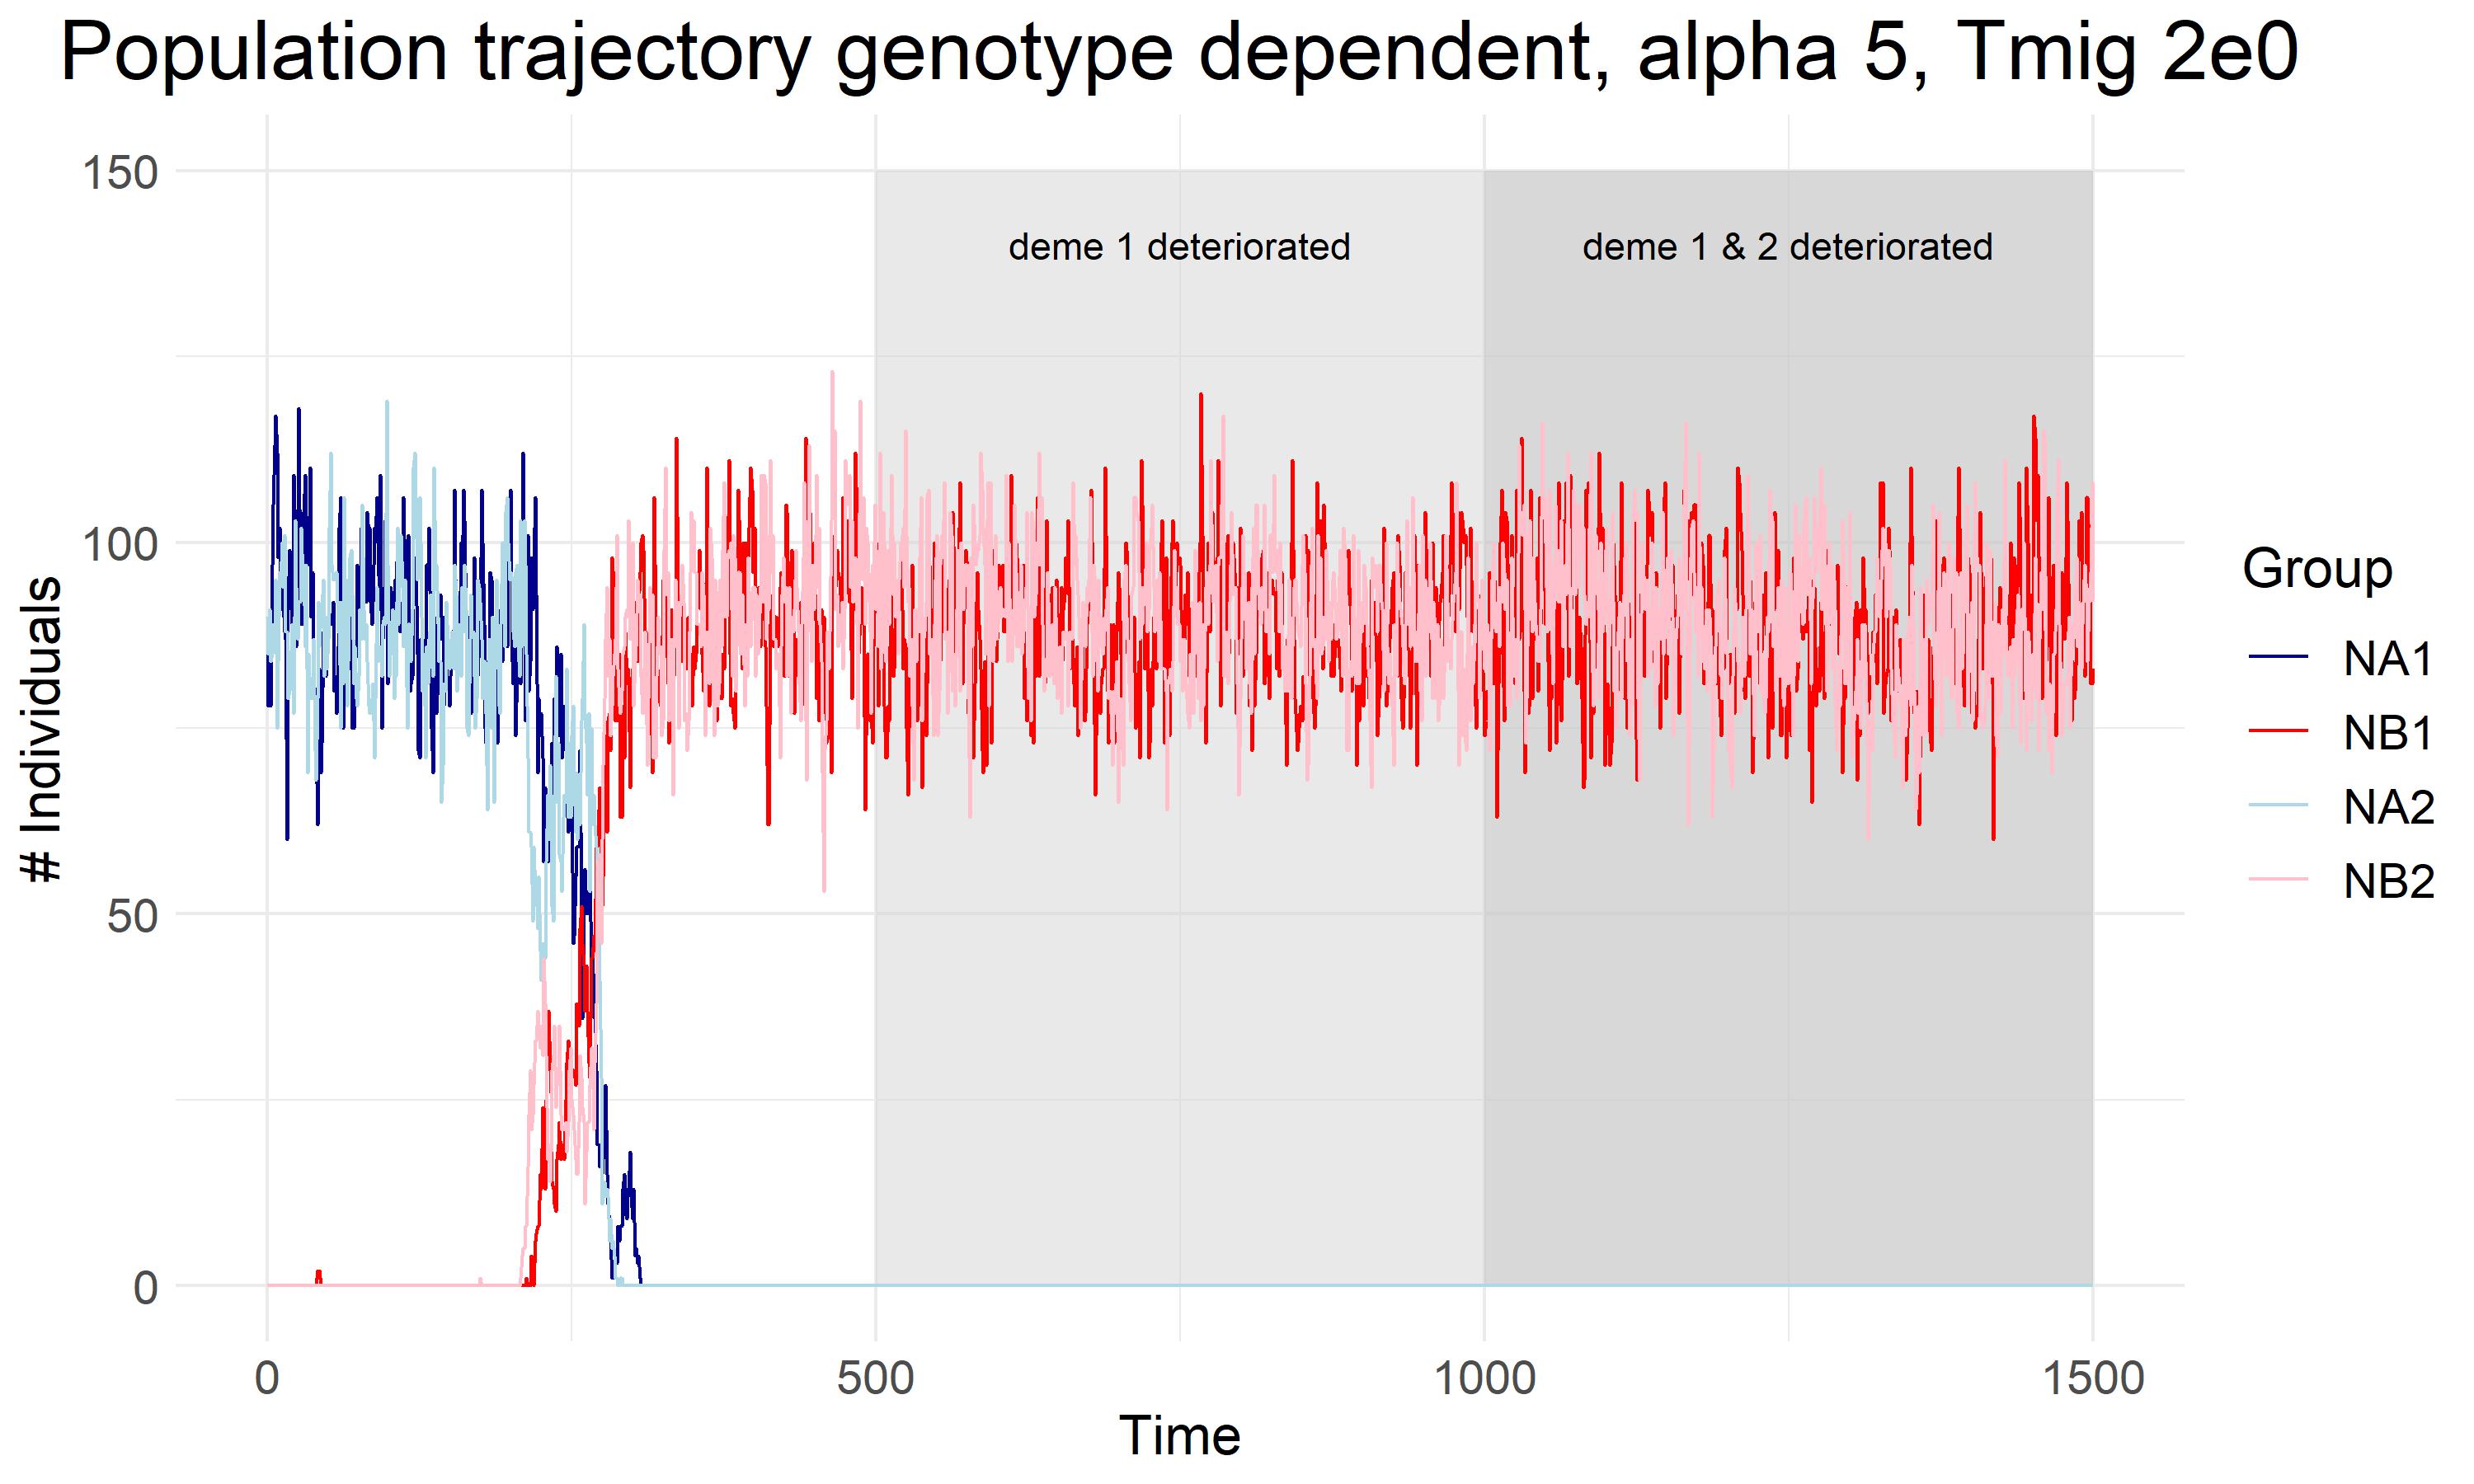 Population trajectory genotype dependent, alpha 5, Tmig 2e0
150
100
50
0
# Individuals
deme 1 deteriorated
deme 1 & 2 deteriorated
0
500
1000
1500
Time
Group
NA1
NB1
NA2
NB2